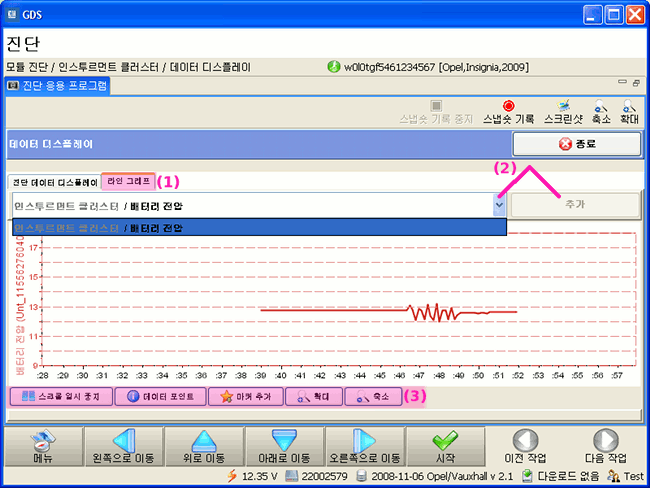 GDS
진단
모듈 진단 / 인스투르먼트 클러스터 / 데이터 디스플레이
w0l0tgf5461234567 [Opel,Insignia,2009]
진단 응용 프로그램
스냅숏 기록 중지 스냅숏 기록 스크린샷 축소 확대
데이터 디스플레이
종료
진단 데이터 디스플레이 라인 그래프 (1) (2)
인스투르먼트 클러스터 / 배터리 전압 추가
인스투르먼트 클러스터 / 배터리 전압
배터리 전압 (Unt_11556276040
17
15
13
11
9
:28 :29 :30 :31 :32 :33 :34 :35 :36 :37 :38 :39 :40 :41 :42 :43 :44 :45 :46 :47 :48 :49 :50 :51 :52 :53 :54 :55 :56 :57
스크롤 일시 중지 데이터 포인트 마커 추가 확대 축소 (3)
메뉴 왼쪽으로 이동 위로 이동 아래로 이동 오른쪽으로 이동 시작 이전 작업 다음 작업
12.35 V 22002579 2008-11-06 Opel/Vauxhall v 2.1 다운로드 없음 Test